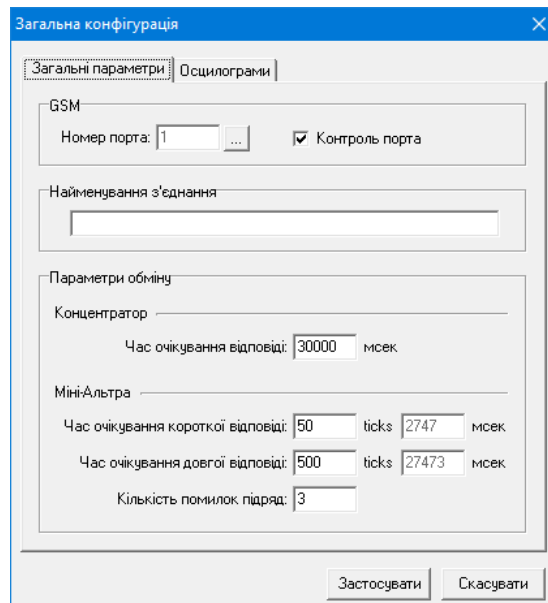 Загальна конфігурація
Загальні параметри Осцилограми
GSM
Номер порта: 1 ... Контроль порта
Найменування з'єднання
Параметри обміну
Концентратор
Час очікування відповіді: 30000 мсек
Міні-Альтра
Час очікування короткої відповіді: 50 ticks 2747 мсек
Час очікування довгої відповіді: 500 ticks 27473 мсек
Кількість помилок підряд: 3
Застосувати Скасувати